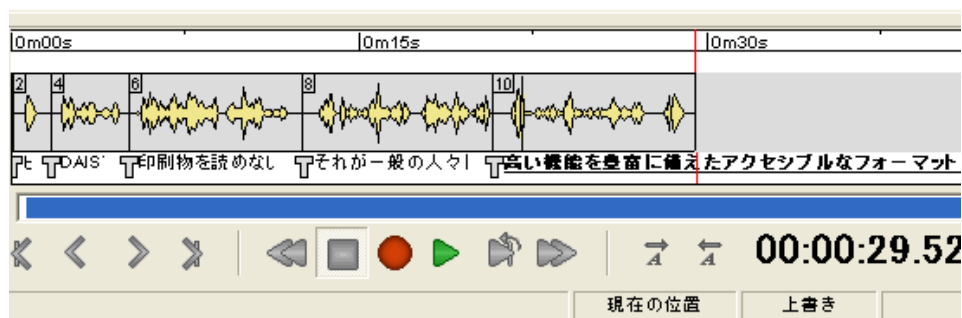 0m00s 0m15s 0m30s
2 4 6 8 10
ヒ DAIS 印刷物を読めなし それが一般の人々 高い機能を豊富に備えたアクセシブルなフォーマット
A A 00:00:29.52
現在の位置 上書き